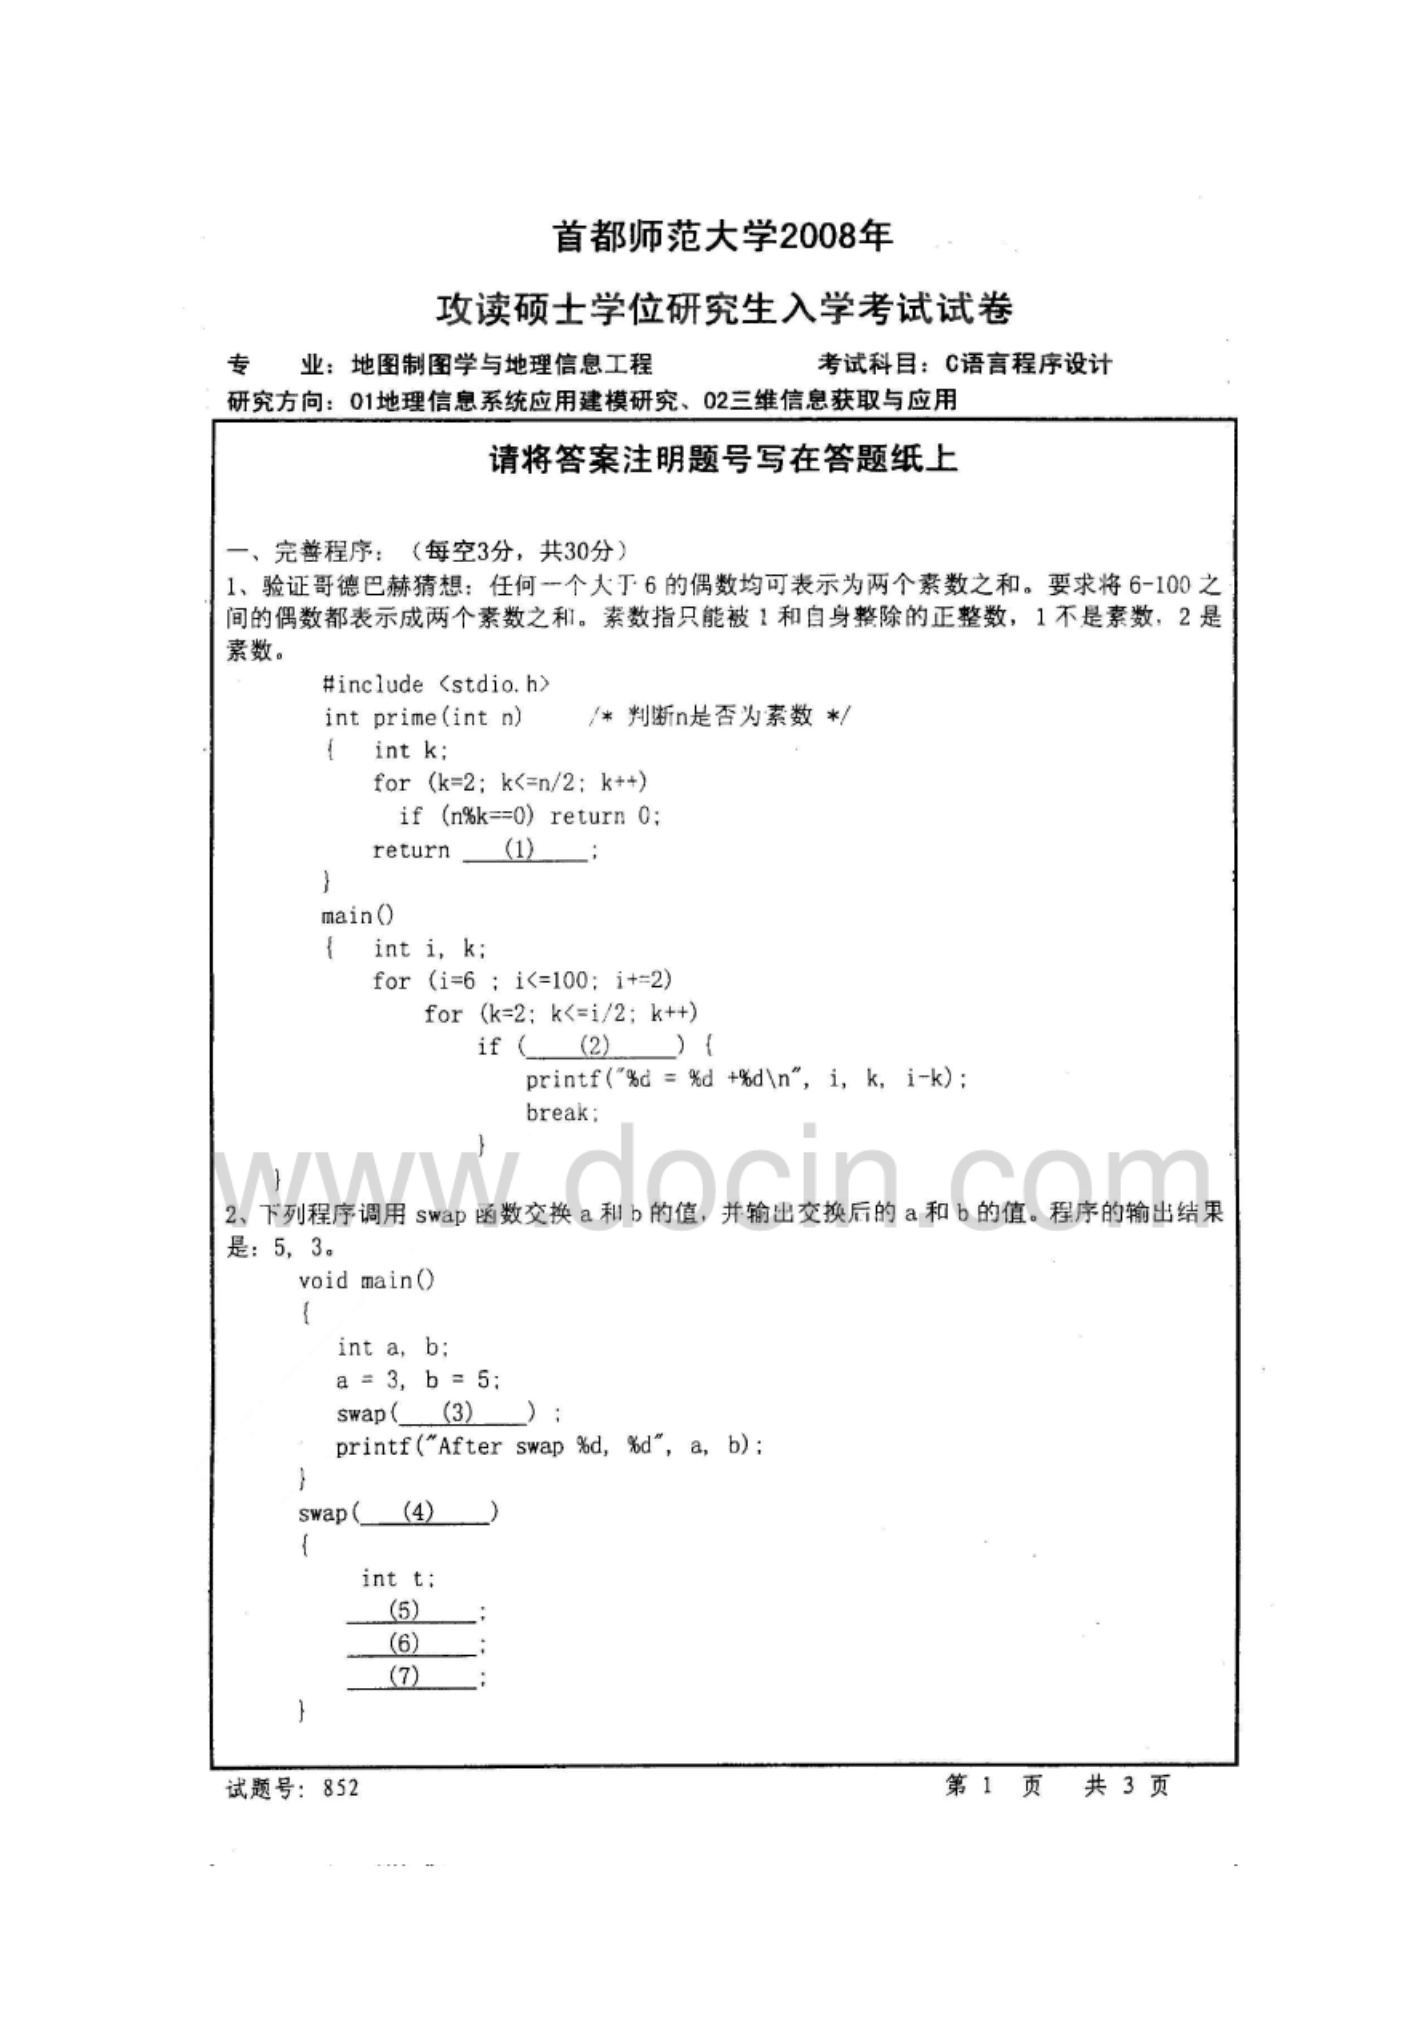 首都师范大学2008年
攻读硕士学位研究生入学考试试卷
专 业：地图制图学与地理信息工程 考试科目：C语言程序设计
研究方向：01地理信息系统应用建模研究、02三维信息获取与应用
请将答案注明题号写在答题纸上
一、完善程序：（每空3分，共30分）
1、验证哥德巴赫猜想：任何一个大于 6 的偶数均可表示为两个素数之和。要求将 6-100 之
间的偶数都表示成两个素数之和。素数指只能被 1 和自身整除的正整数，1 不是素数，2 是
素数。
#include <stdio.h>
int prime(int n) /* 判断n是否为素数 */
{ int k;
for (k=2; k<=n/2; k++)
if (n%k==0) return 0;
return (1) ;
}
main()
{ int i, k;
for (i=6 ; i<=100; i+=2)
for (k=2; k<=i/2; k++)
if ( (2) ) {
printf("%d = %d +%d\n", i, k, i-k);
break;
}
}
www.docin.com
2、下列程序调用 swap 函数交换 a 和 b 的值，并输出交换后的 a 和 b 的值。程序的输出结果
是：5, 3。
void main()
{
int a, b;
a = 3, b = 5;
swap( (3) ) ;
printf("After swap %d, %d", a, b);
}
swap( (4) )
{
int t;
(5) ;
(6) ;
(7) ;
}
试题号：852 第 1 页 共 3 页